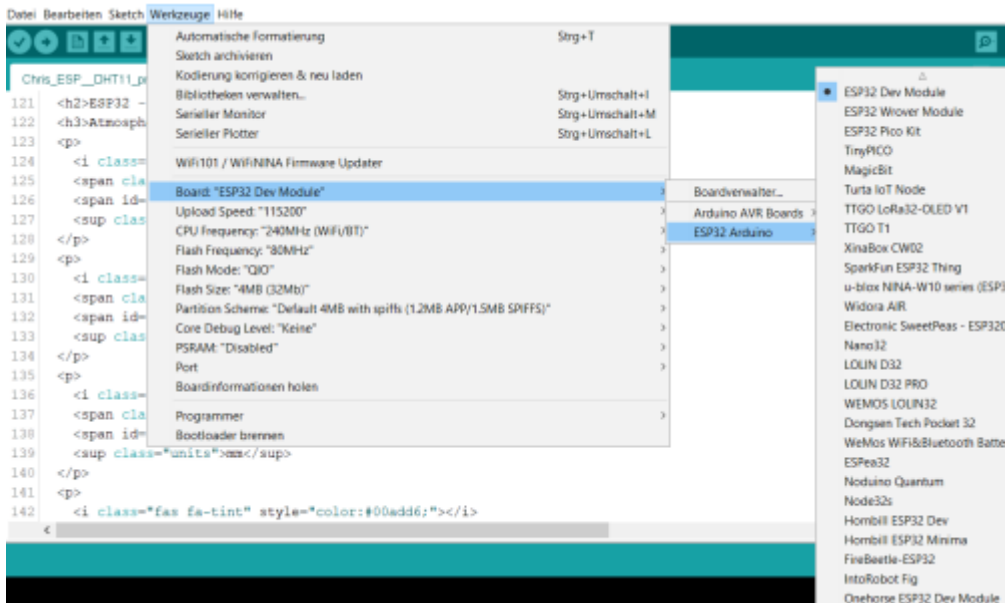 Datei Bearbeiten Sketch Werkzeuge Hilfe
Automatische Formatierung Strg+T
Sketch archivieren
Kodierung korrigieren & neu laden
Bibliotheken verwalten... Strg+Umschalt+I
Serieller Monitor Strg+Umschalt+M
Serieller Plotter Strg+Umschalt+L
WiFi101 / WiFiNINA Firmware Updater
Board: "ESP32 Dev Module"
Upload Speed: "115200"
CPU Frequency: "240MHz (WiFi/BT)"
Flash Frequency: "80MHz"
Flash Mode: "QIO"
Flash Size: "4MB (32Mb)"
Partition Scheme: "Default 4MB with spiffs (1.2MB APP/1.5MB SPIFFS)"
Core Debug Level: "Keine"
PSRAM: "Disabled"
Port
Boardinformationen holen
Programmer
Bootloader brennen
Boardverwalter...
Arduino AVR Boards
ESP32 Arduino
ESP32 Dev Module
ESP32 Wrover Module
ESP32 Pico Kit
TinyPICO
MagicBit
Turta IoT Node
TTGO LoRa32-OLED V1
TTGO T1
XinaBox CW02
SparkFun ESP32 Thing
u-blox NINA-W10 series (ESP3
Widora AIR
Electronic SweetPeas - ESP320
Nano32
LOLIN D32
LOLIN D32 PRO
WEMOS LOLIN32
Dongsen Tech Pocket 32
WeMos WiFi&Bluetooth Batte
ESPea32
Noduino Quantum
Node32s
Hornbill ESP32 Dev
Hornbill ESP32 Minima
FireBeetle-ESP32
IntoRobot Fig
Onehorse ESP32 Dev Module
Chris_ESP__DHT11_pr
121 <h2>ESP32 -
122 <h3>Atmosph
123 <p>
124 <i class=
125 <span cla
126 <span id=
127 <sup clas
128 </p>
129 <p>
130 <i class=
131 <span cla
132 <span id=
133 <sup clas
134 </p>
135 <p>
136 <i class=
137 <span cla
138 <span id=
139 <sup class="units">mm</sup>
140 </p>
141 <p>
142 <i class="fas fa-tint" style="color:#00add6;"></i>